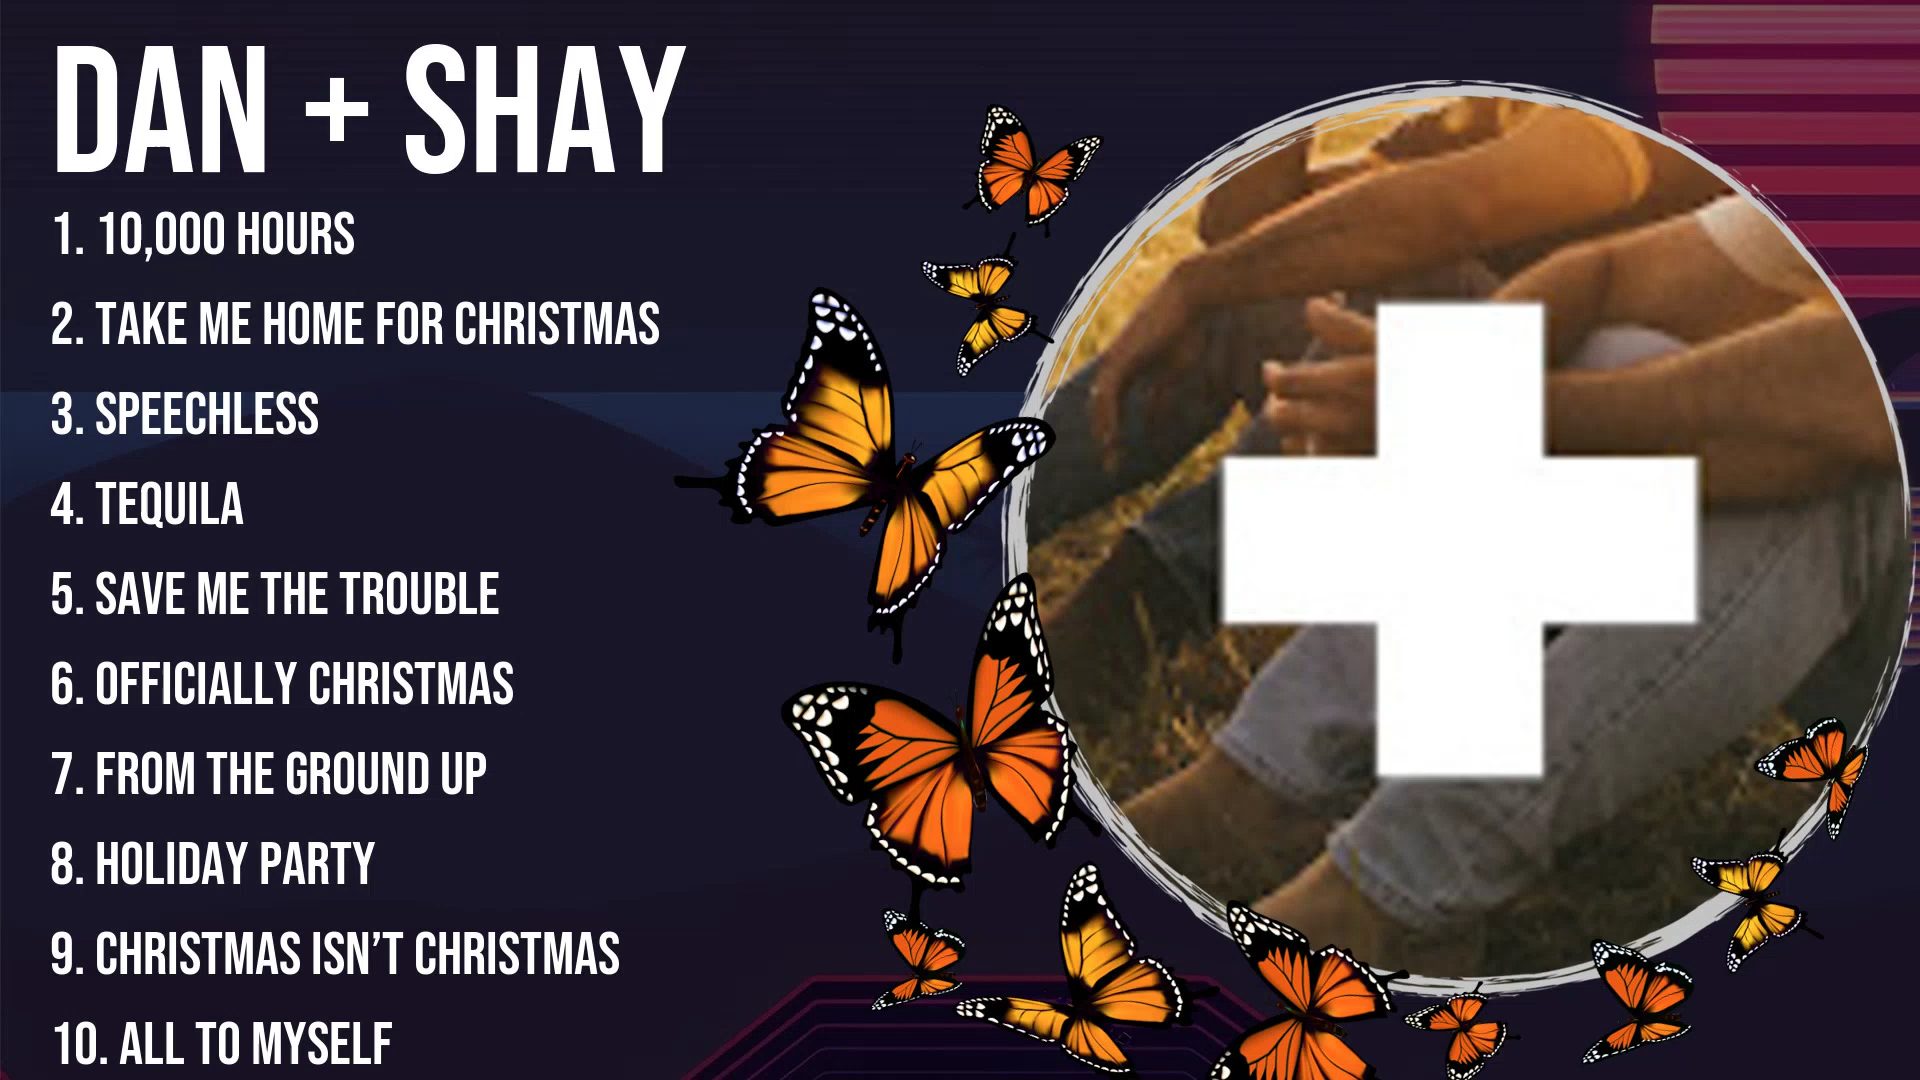 DAN + SHAY
1. 10,000 HOURS
2. TAKE ME HOME FOR CHRISTMAS
3. SPEECHLESS
4. TEQUILA
5. SAVE ME THE TROUBLE
6. OFFICIALLY CHRISTMAS
7. FROM THE GROUND UP
8. HOLIDAY PARTY
9. CHRISTMAS ISN’T CHRISTMAS
10. ALL TO MYSELF